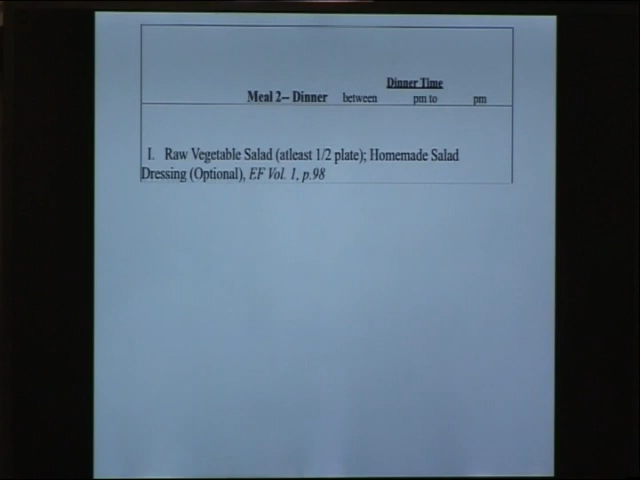 Dinner Time
Meal 2-- Dinner between pm to pm
I. Raw Vegetable Salad (atleast 1/2 plate); Homemade Salad
Dressing (Optional), EF Vol. 1, p.98